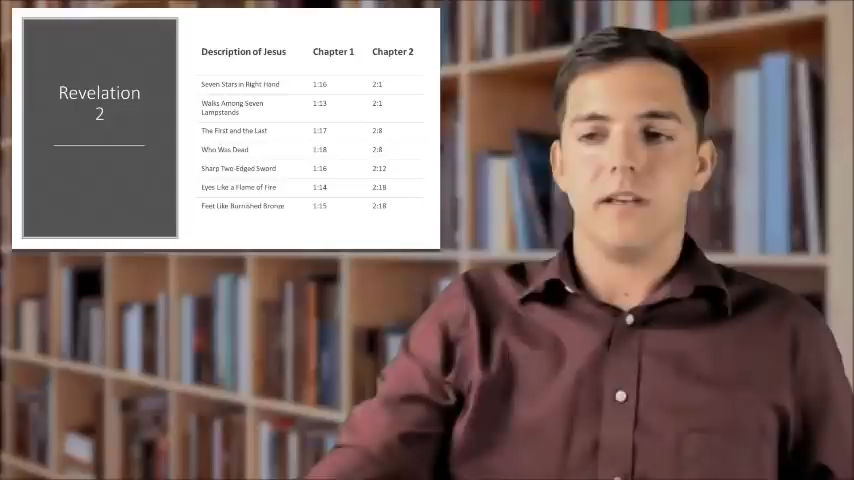 Revelation
2
Description of Jesus Chapter 1 Chapter 2
Seven Stars in Right Hand 1:16 2:1
Walks Among Seven
Lampstands 1:13 2:1
The First and the Last 1:17 2:8
Who Was Dead 1:18 2:8
Sharp Two-Edged Sword 1:16 2:12
Eyes Like a Flame of Fire 1:14 2:18
Feet Like Burnished Bronze 1:15 2:18